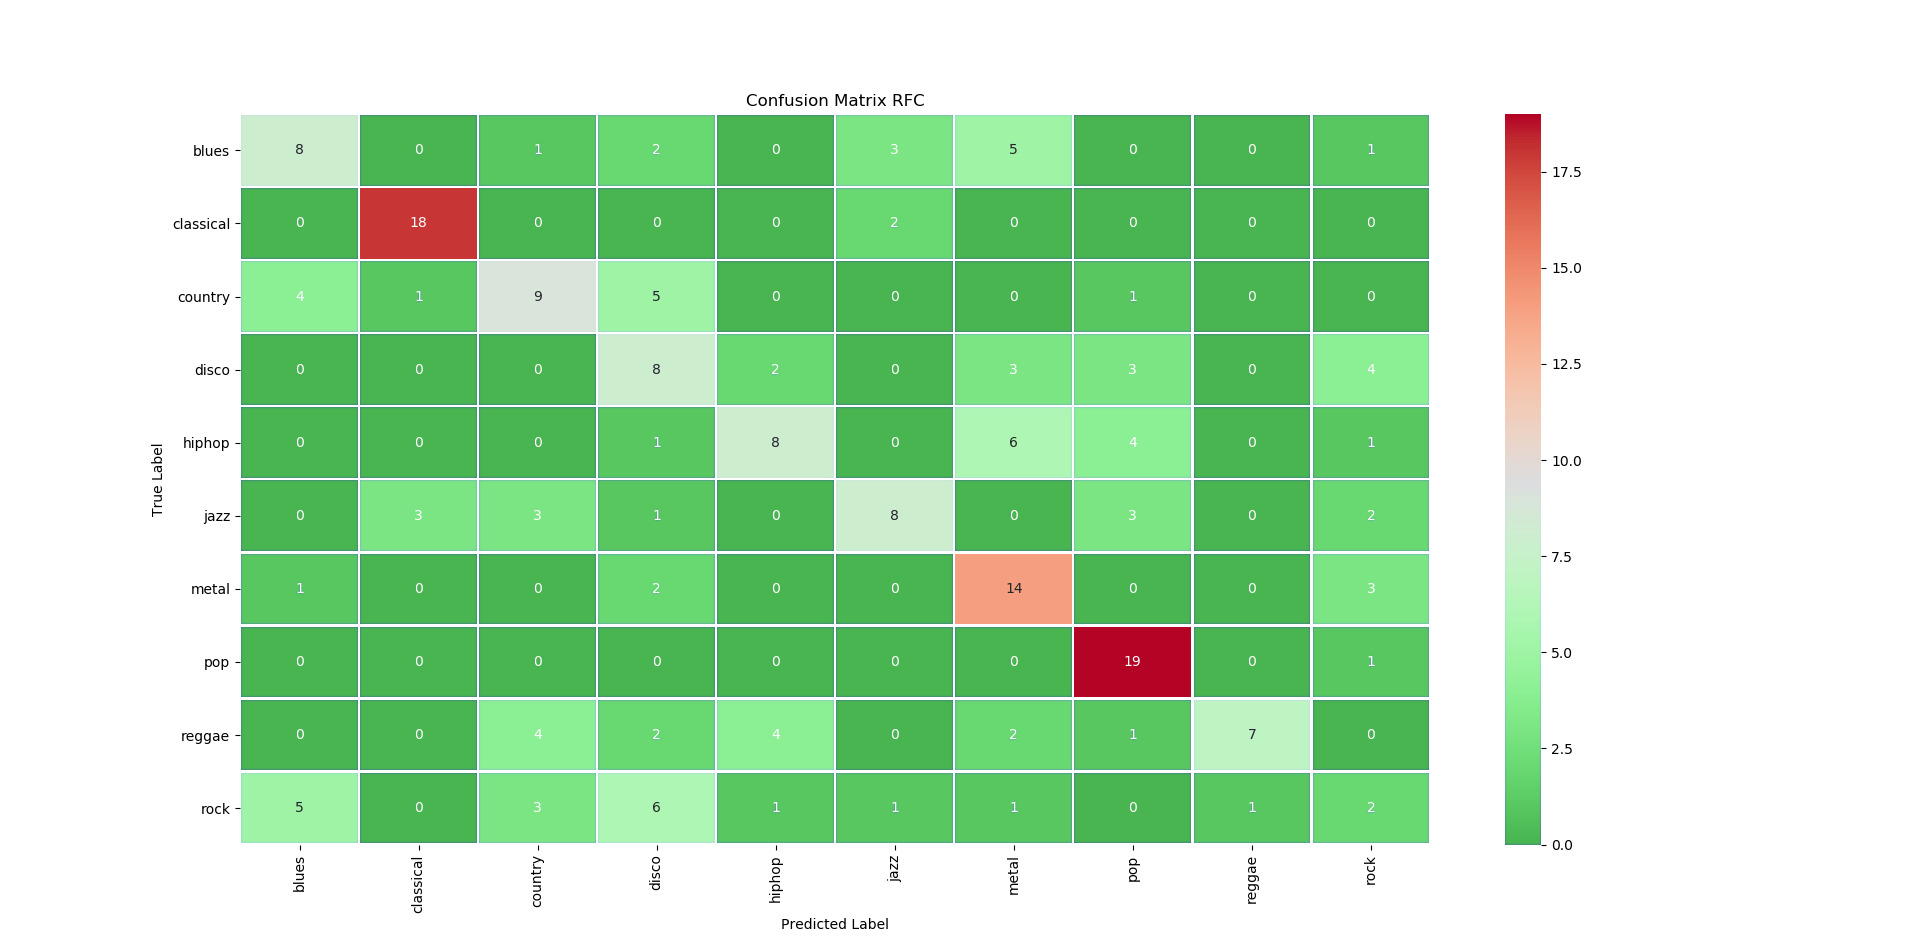 Confusion Matrix RFC
True Label
blues 8 0 1 2 0 3 5 0 0 1
classical 0 18 0 0 0 2 0 0 0 0
country 4 1 9 5 0 0 0 1 0 0
disco 0 0 0 8 2 0 3 3 0 4
hiphop 0 0 0 1 8 0 6 4 0 1
jazz 0 3 3 1 0 8 0 3 0 2
metal 1 0 0 2 0 0 14 0 0 3
pop 0 0 0 0 0 0 0 19 0 1
reggae 0 0 4 2 4 0 2 1 7 0
rock 5 0 3 6 1 1 1 0 1 2
blues classical country disco hiphop jazz metal pop reggae rock
Predicted Label
17.5
15.0
12.5
10.0
7.5
5.0
2.5
0.0